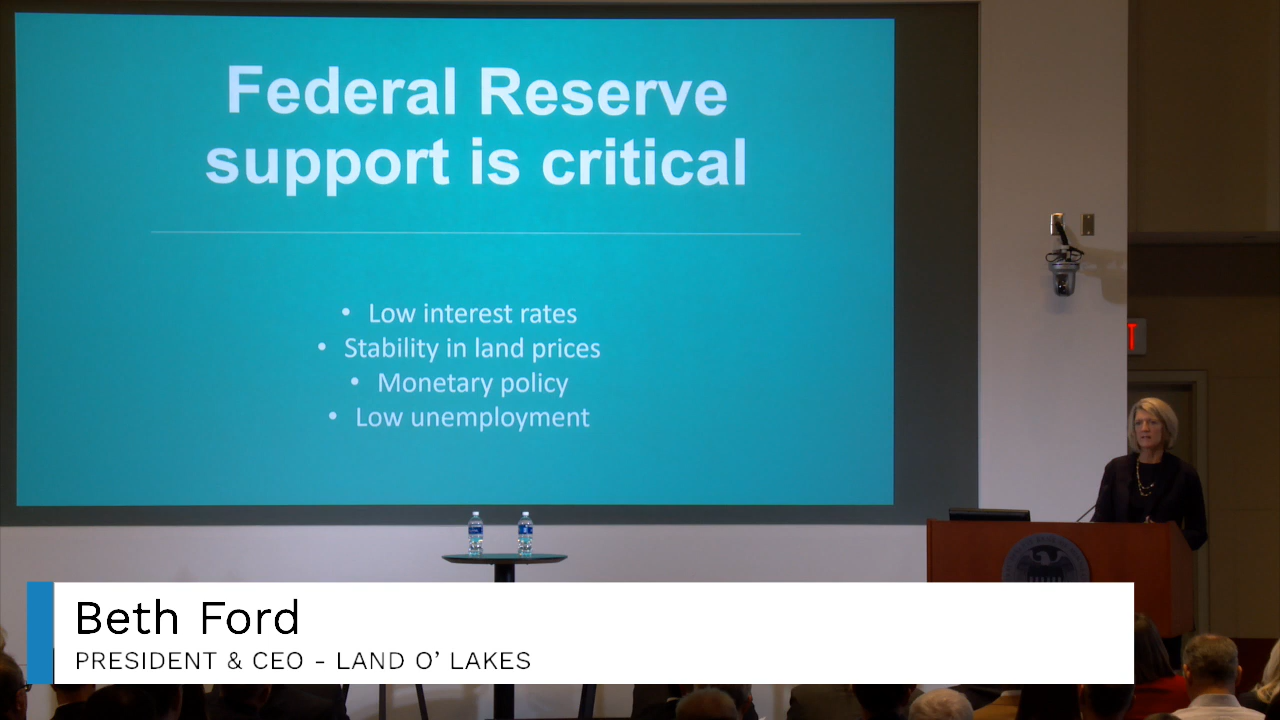 Federal Reserve
support is critical
• Low interest rates
• Stability in land prices
• Monetary policy
• Low unemployment
Beth Ford
PRESIDENT & CEO - LAND O’ LAKES